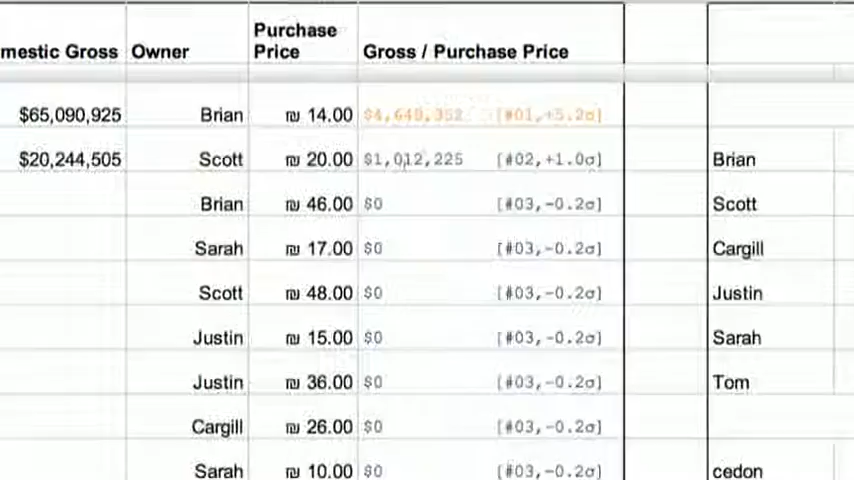 Purchase
mestic Gross Owner Price Gross / Purchase Price
$65,090,925 Brian ₪ 14.00 $4,649,352 [#01,+5.2σ]
$20,244,505 Scott ₪ 20.00 $1,012,225 [#02,+1.0σ] Brian
Brian ₪ 46.00 $0 [#03,-0.2σ] Scott
Sarah ₪ 17.00 $0 [#03,-0.2σ] Cargill
Scott ₪ 48.00 $0 [#03,-0.2σ] Justin
Justin ₪ 15.00 $0 [#03,-0.2σ] Sarah
Justin ₪ 36.00 $0 [#03,-0.2σ] Tom
Cargill ₪ 26.00 $0 [#03,-0.2σ]
Sarah ₪ 10.00 $0 [#03,-0.2σ] cedon